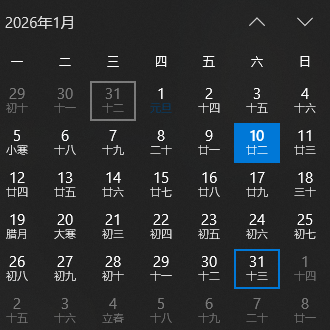 2026年1月
一 二 三 四 五 六 日
29 30 31 1 2 3 4
初十 十一 十二 元旦 十四 十五 十六
5 6 7 8 9 10 11
小寒 十八 十九 二十 廿一 廿二 廿三
12 13 14 15 16 17 18
廿四 廿五 廿六 廿七 廿八 廿九 三十
19 20 21 22 23 24 25
腊月 大寒 初三 初四 初五 初六 初七
26 27 28 29 30 31 1
初八 初九 初十 十一 十二 十三 十四
2 3 4 5 6 7 8
十五 十六 立春 十八 十九 二十 廿一